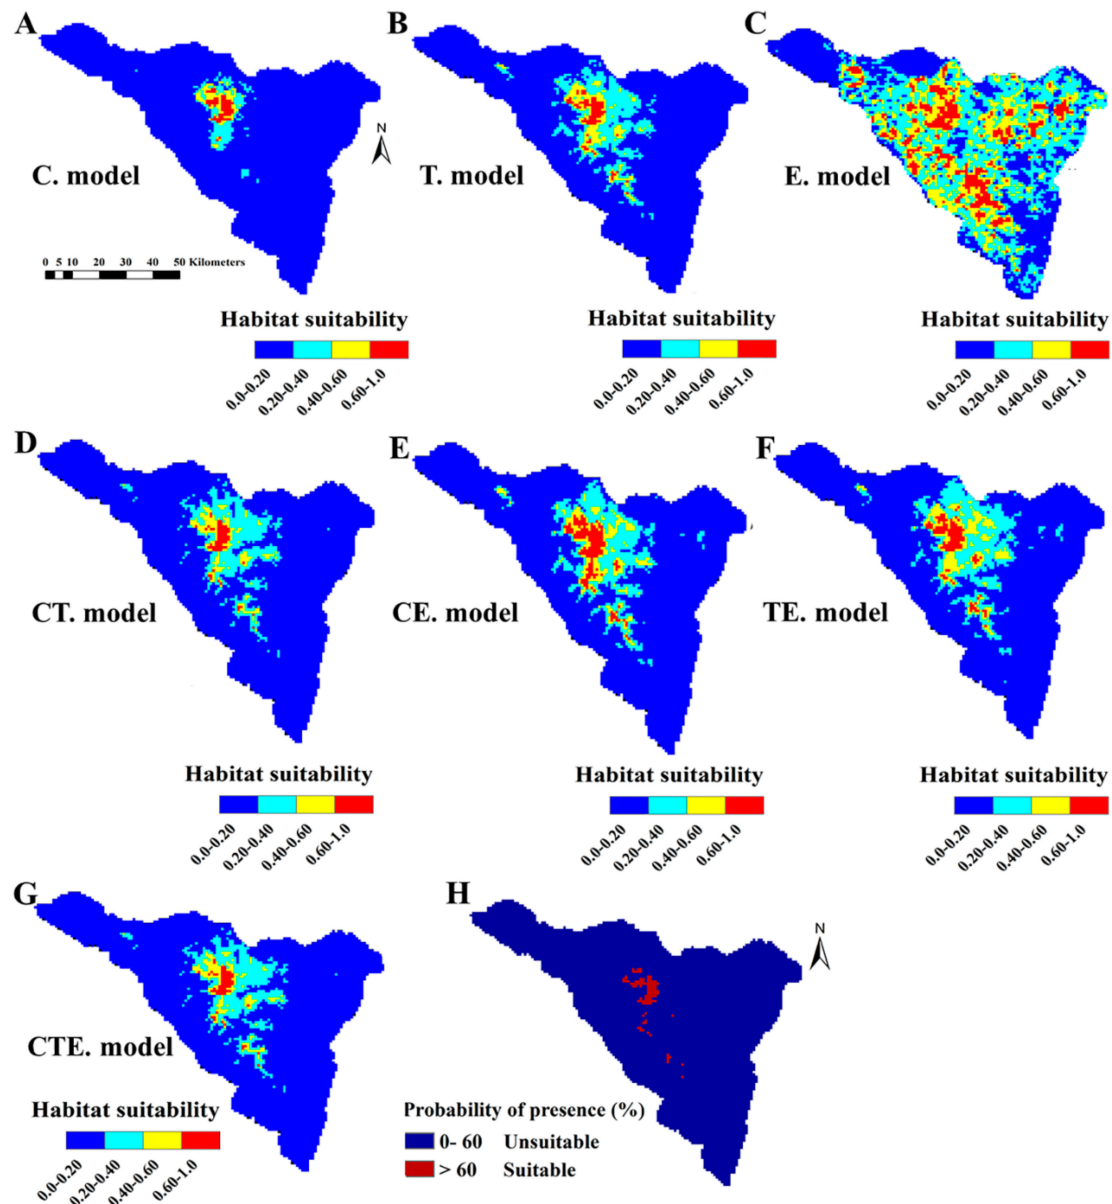 A
B
C
N
C. model
T. model
E. model
0 5 10 20 30 40 50 Kilometers
Habitat suitability
0.0-0.20 0.20-0.40 0.40-0.60 0.60-1.0
Habitat suitability
0.0-0.20 0.20-0.40 0.40-0.60 0.60-1.0
Habitat suitability
0.0-0.20 0.20-0.40 0.40-0.60 0.60-1.0
D
E
F
CT. model
CE. model
TE. model
Habitat suitability
0.0-0.20 0.20-0.40 0.40-0.60 0.60-1.0
Habitat suitability
0.0-0.20 0.20-0.40 0.40-0.60 0.60-1.0
Habitat suitability
0.0-0.20 0.20-0.40 0.40-0.60 0.60-1.0
G
H
N
CTE. model
Habitat suitability
0.0-0.20 0.20-0.40 0.40-0.60 0.60-1.0
Probability of presence (%)
0- 60 Unsuitable
> 60 Suitable